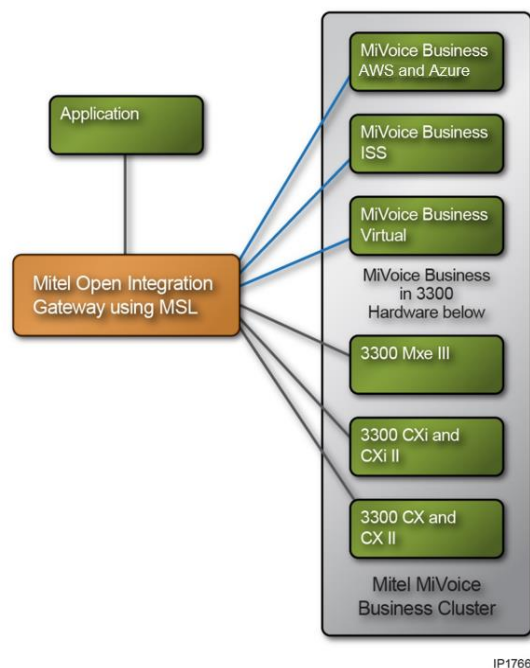 Application
Mitel Open Integration
Gateway using MSL
MiVoice Business
AWS and Azure
MiVoice Business
ISS
MiVoice Business
Virtual
MiVoice Business
in 3300
Hardware below
3300 Mxe III
3300 CXi and
CXi II
3300 CX and
CX II
Mitel MiVoice
Business Cluster